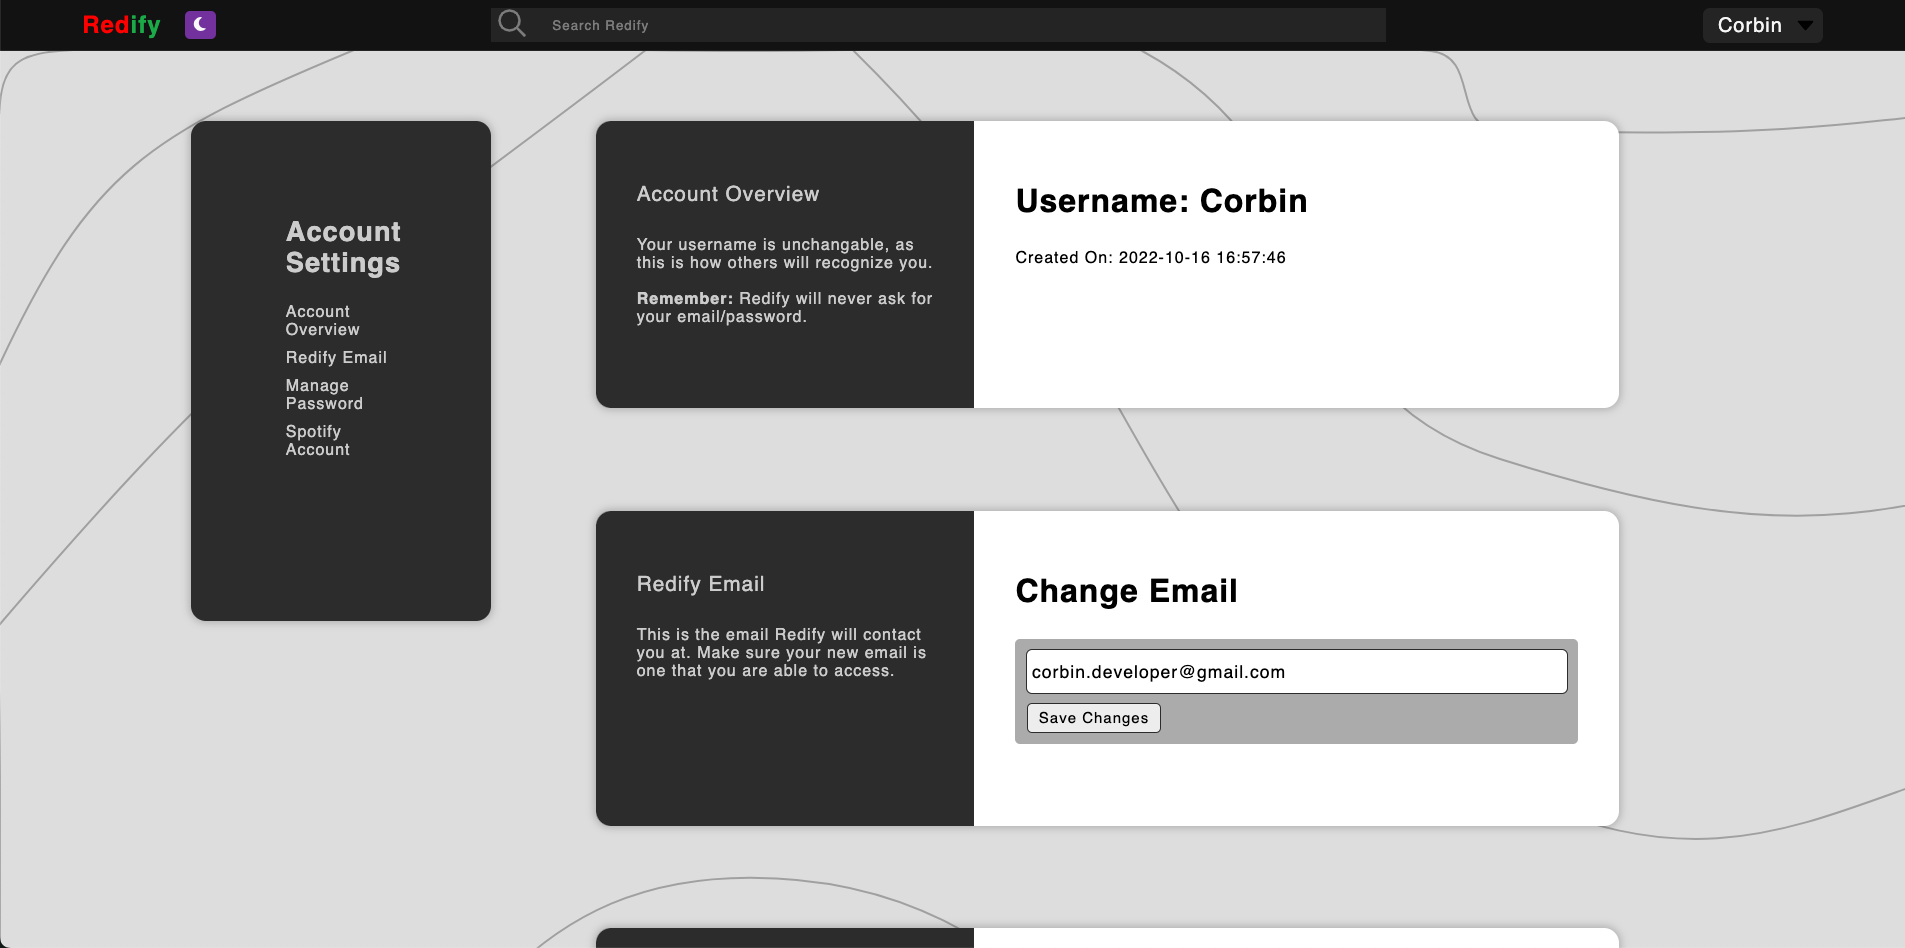 Redify
Search Redify
Corbin
Account
Settings
Account
Overview
Redify Email
Manage
Password
Spotify
Account
Account Overview
Your username is unchangable, as
this is how others will recognize you.
Remember: Redify will never ask for
your email/password.
Username: Corbin
Created On: 2022-10-16 16:57:46
Redify Email
This is the email Redify will contact
you at. Make sure your new email is
one that you are able to access.
Change Email
corbin.developer@gmail.com
Save Changes